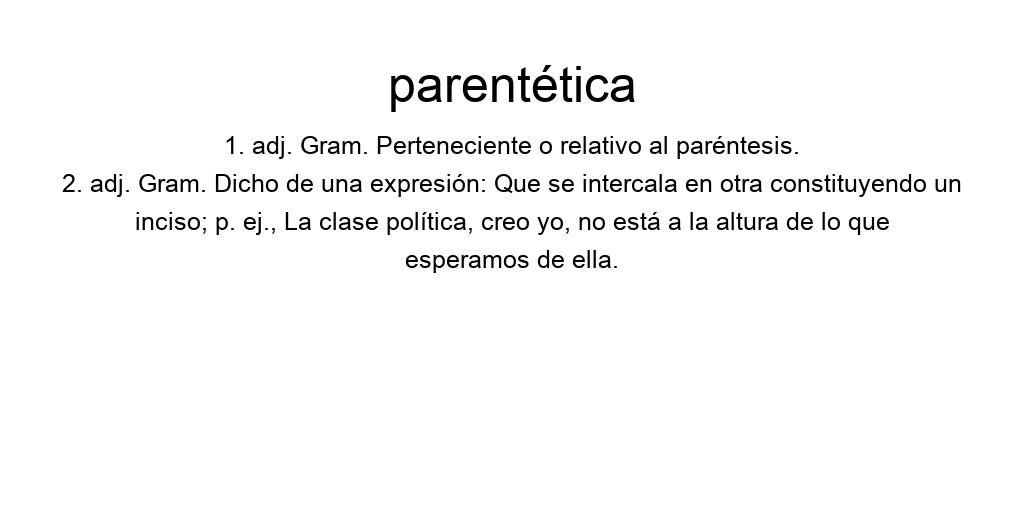 parentética
1. adj. Gram. Perteneciente o relativo al paréntesis.
2. adj. Gram. Dicho de una expresión: Que se intercala en otra constituyendo un
inciso; p. ej., La clase política, creo yo, no está a la altura de lo que
esperamos de ella.